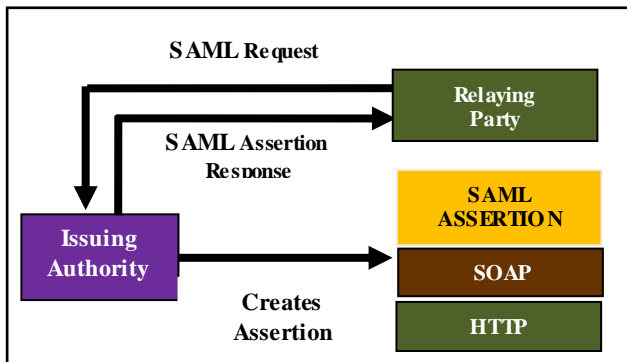 SAML Request
Relaying
Party
SAML Assertion
Response
SAML
ASSERTION
Issuing
Authority
SOAP
Creates
Assertion
HTTP